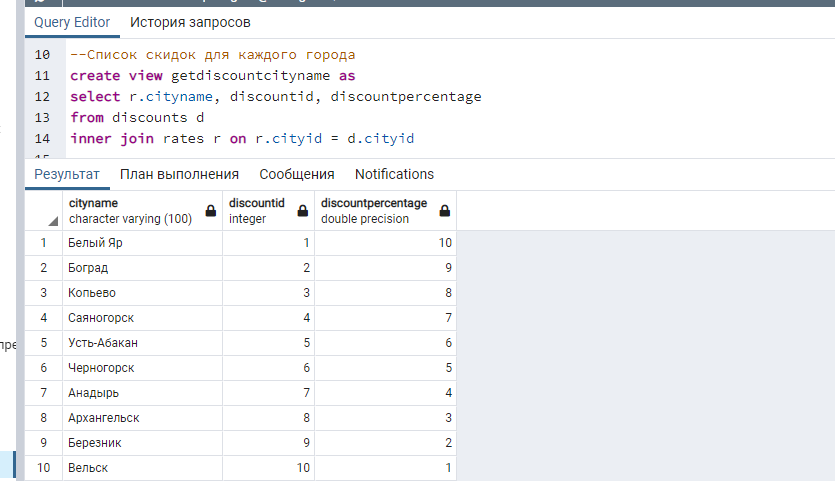 Query Editor История запросов
10 --Список скидок для каждого города
11 create view getdiscountcityname as
12 select r.cityname, discountid, discountpercentage
13 from discounts d
14 inner join rates r on r.cityid = d.cityid
Результат План выполнения Сообщения Notifications
cityname discountid discountpercentage
character varying (100) integer double precision
1 Белый Яр 1 10
2 Боград 2 9
3 Копьево 3 8
4 Саяногорск 4 7
5 Усть-Абакан 5 6
пре
6 Черногорск 6 5
7 Анадырь 7 4
8 Архангельск 8 3
9 Березник 9 2
10 Вельск 10 1